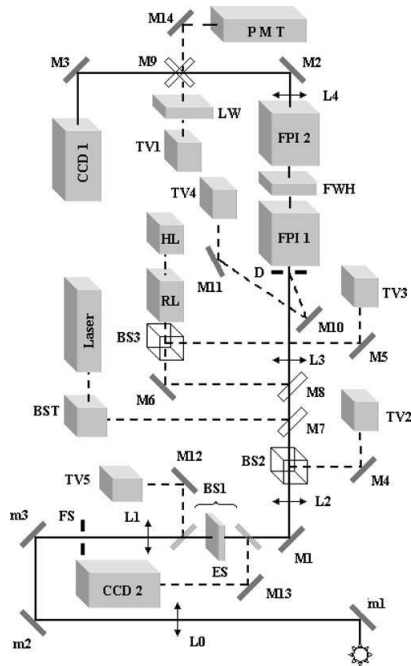 M14
PMT
M3
M9
M2
L4
CCD 1
LW
FPI 2
TV1
TV4
FWH
HL
FPI 1
M11
D
TV3
RL
M10
Laser
BS3
L3
M5
M6
M8
BST
M7
TV2
BS2
M12
M4
TV5
BS1
L2
m3
FS
L1
M1
ES
CCD 2
M13
m1
m2
L0